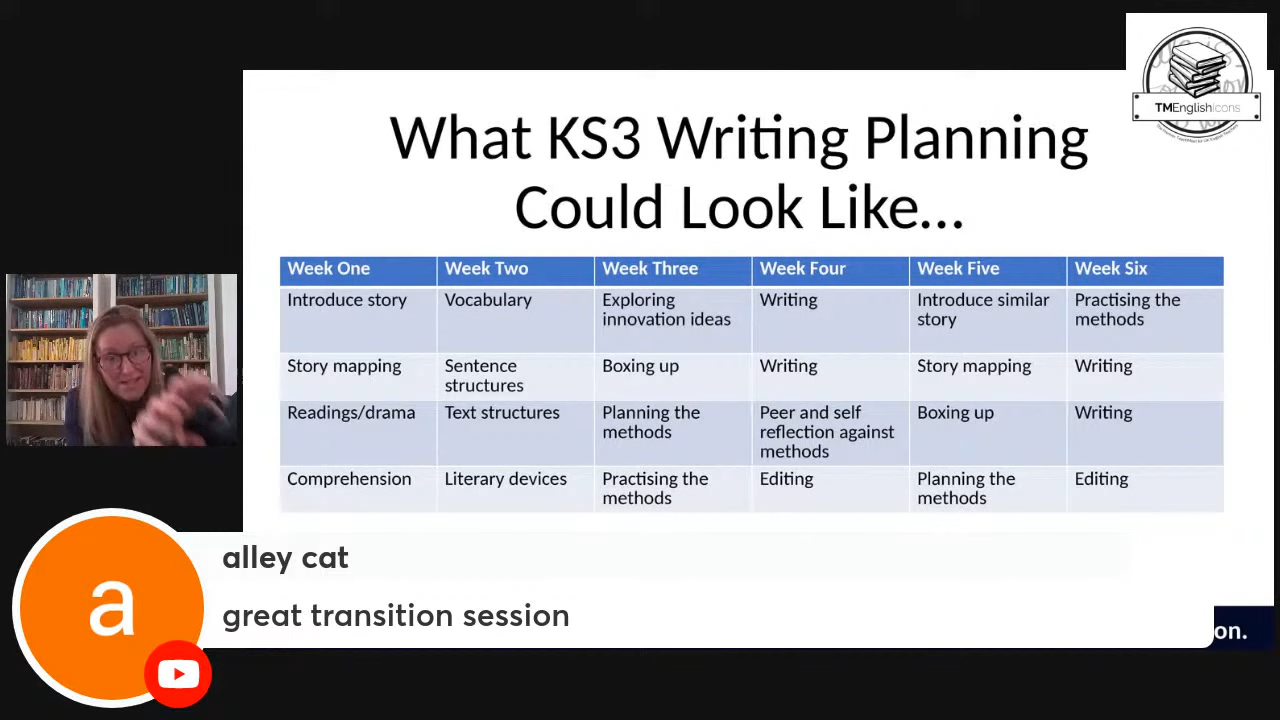 TMEnglishicons
What KS3 Writing Planning
Could Look Like...
Week One Week Two Week Three Week Four Week Five Week Six
Introduce story Vocabulary Exploring innovation ideas Writing Introduce similar story Practising the methods
Story mapping Sentence structures Boxing up Writing Story mapping Writing
Readings/drama Text structures Planning the methods Peer and self reflection against methods Boxing up Writing
Comprehension Literary devices Practising the methods Editing Planning the methods Editing
a
alley cat
great transition session
on.